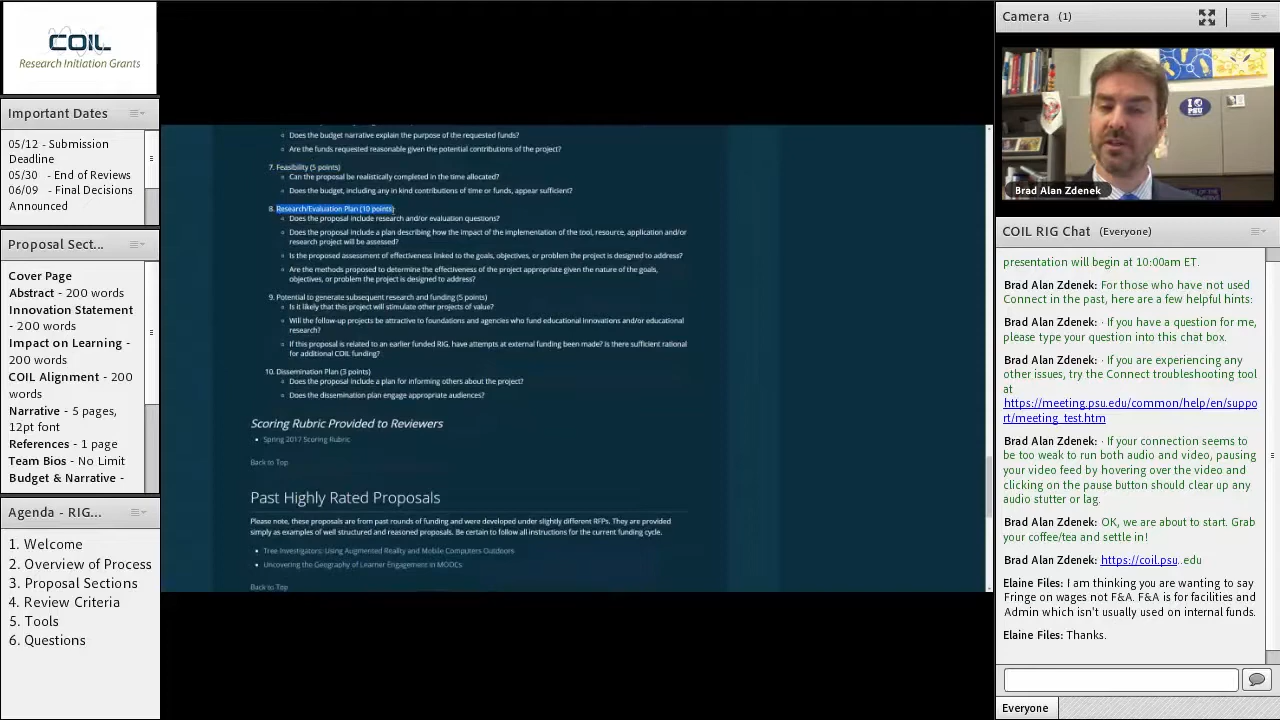 COIL
Research Initiation Grants
Important Dates
05/12 - Submission
Deadline
05/30 - End of Reviews
06/09 - Final Decisions
Announced
Proposal Sect...
Cover Page
Abstract - 200 words
Innovation Statement
- 200 words
Impact on Learning -
200 words
COIL Alignment - 200
words
Narrative - 5 pages,
12pt font
References - 1 page
Team Bios - No Limit
Budget & Narrative -
Agenda - RIG...
1. Welcome
2. Overview of Process
3. Proposal Sections
4. Review Criteria
5. Tools
6. Questions
Does the budget narrative explain the purpose of the requested funds?
Are the funds requested reasonable given the potential contributions of the project?
7. Feasibility (5 points)
Can the proposal be realistically completed in the time allocated?
Does the budget, including any in kind contributions of time or funds, appear sufficient?
8. Research/Evaluation Plan (10 points)
Does the proposal include research and/or evaluation questions?
Does the proposal include a plan describing how the impact of the implementation of the tool, resource, application and/or
research project will be assessed?
Is the proposed assessment of effectiveness linked to the goals, objectives, or problem the project is designed to address?
Are the methods proposed to determine the effectiveness of the project appropriate given the nature of the goals,
objectives, or problem the project is designed to address?
9. Potential to generate subsequent research and funding (5 points)
Is it likely that this project will stimulate other projects of value?
Will the follow-up projects be attractive to foundations and agencies who fund educational innovations and/or educational
research?
If this proposal is related to an earlier funded RIG, have attempts at external funding been made? Is there sufficient rational
for additional COIL funding?
10. Dissemination Plan (3 points)
Does the proposal include a plan for informing others about the project?
Does the dissemination plan engage appropriate audiences?
Scoring Rubric Provided to Reviewers
Spring 2017 Scoring Rubric
Back to Top
Past Highly Rated Proposals
Please note, these proposals are from past rounds of funding and were developed under slightly different RFPs. They are provided
simply as examples of well structured and reasoned proposals. Be certain to follow all instructions for the current funding cycle.
Tree Investigators: Using Augmented Reality and Mobile Computers Outdoors
Uncovering the Geography of Learner Engagement in MOOCs
Back to Top
Camera (1)
I PSU
Brad Alan Zdenek
COIL RIG Chat (Everyone)
presentation will begin at 10:00am ET.
Brad Alan Zdenek: For those who have not used
Connect in the past, here are a few helpful hints:
Brad Alan Zdenek: · If you have a question for me,
please type your question into this chat box.
Brad Alan Zdenek: · If you are experiencing any
other issues, try the Connect troubleshooting tool
at
https://meeting.psu.edu/common/help/en/suppo
rt/meeting_test.htm
Brad Alan Zdenek: · If your connection seems to
be too weak to run both audio and video, pausing
your video feed by hovering over the video and
clicking on the pause button should clear up any
audio stutter or lag.
Brad Alan Zdenek: OK, we are about to start. Grab
your coffee/tea and settle in!
Brad Alan Zdenek: https://coil.psu..edu
Elaine Files: I am thinking you are wanting to say
Fringe on wages not F&A. F&A is for facilities and
Admin which isn't usually used on internal funds.
Elaine Files: Thanks.
Everyone